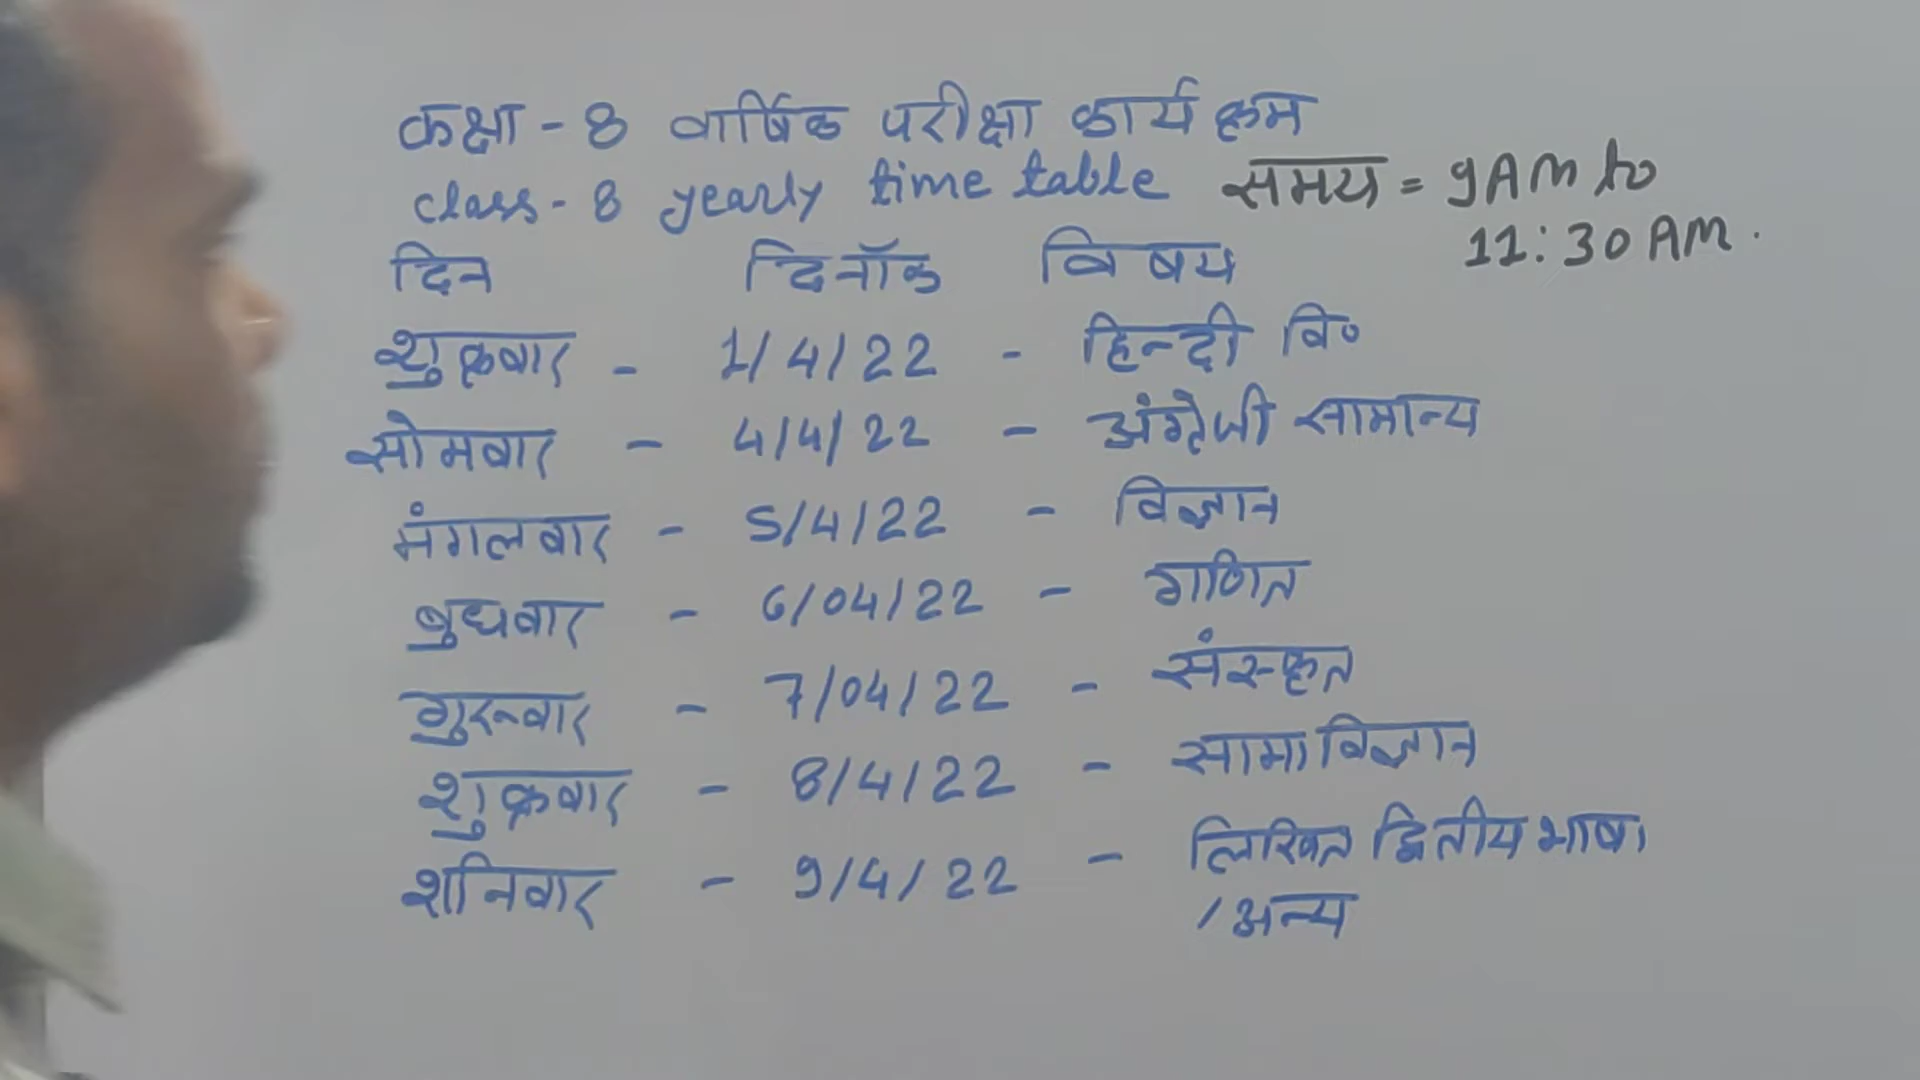 कक्षा - 8 वार्षिक परीक्षा कार्यक्रम
class - 8 yearly time table समय = 9AM to
11:30 AM.
दिन दिनॉक विषय
शुक्रवार - 1/4/22 - हिन्दी वि०
सोमवार - 4/4/22 - अंग्रेजी सामान्य
मंगलवार - 5/4/22 - विज्ञान
बुधवार - 6/04/22 - गणित
गुरूवार - 7/04/22 - संस्कृत
शुक्रवार - 8/4/22 - सामाविज्ञान
शनिवार - 9/4/22 - लिखित द्वितीय भाषा
/अन्य